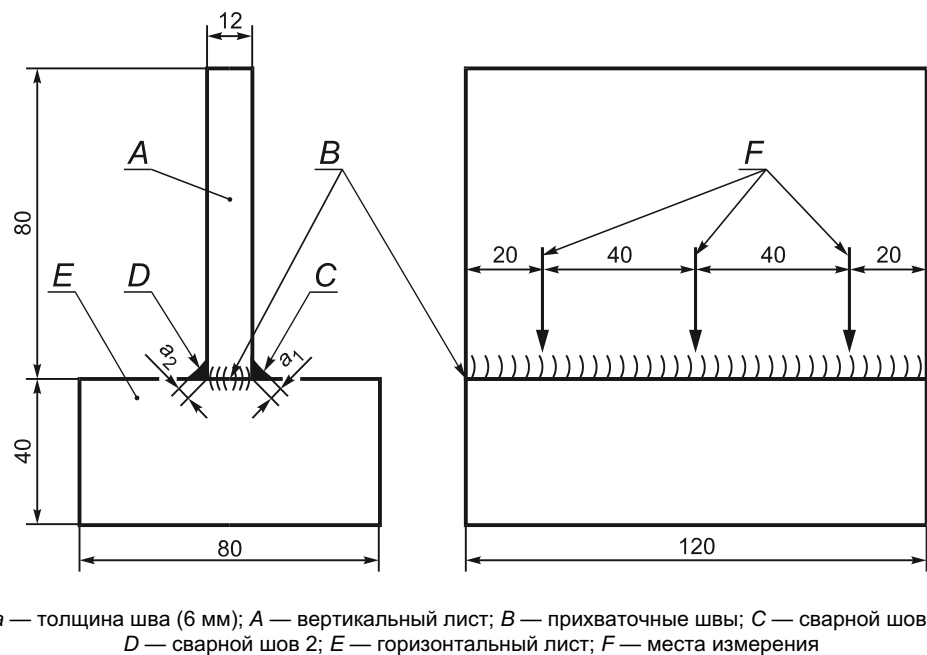 12
A
B
F
80
20
40
40
20
E
D
C
a2
a1
40
80
120
а — толщина шва (6 мм); A — вертикальный лист; B — прихваточные швы; C — сварной шов
D — сварной шов 2; E — горизонтальный лист; F — места измерения